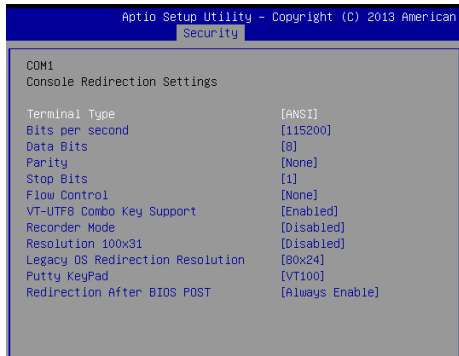 Aptio Setup Utility – Copyright (C) 2013 American
Security
COM1
Console Redirection Settings
Terminal Type [ANSI]
Bits per second [115200]
Data Bits [8]
Parity [None]
Stop Bits [1]
Flow Control [None]
VT-UTF8 Combo Key Support [Enabled]
Recorder Mode [Disabled]
Resolution 100x31 [Disabled]
Legacy OS Redirection Resolution [80x24]
Putty KeyPad [VT100]
Redirection After BIOS POST [Always Enable]